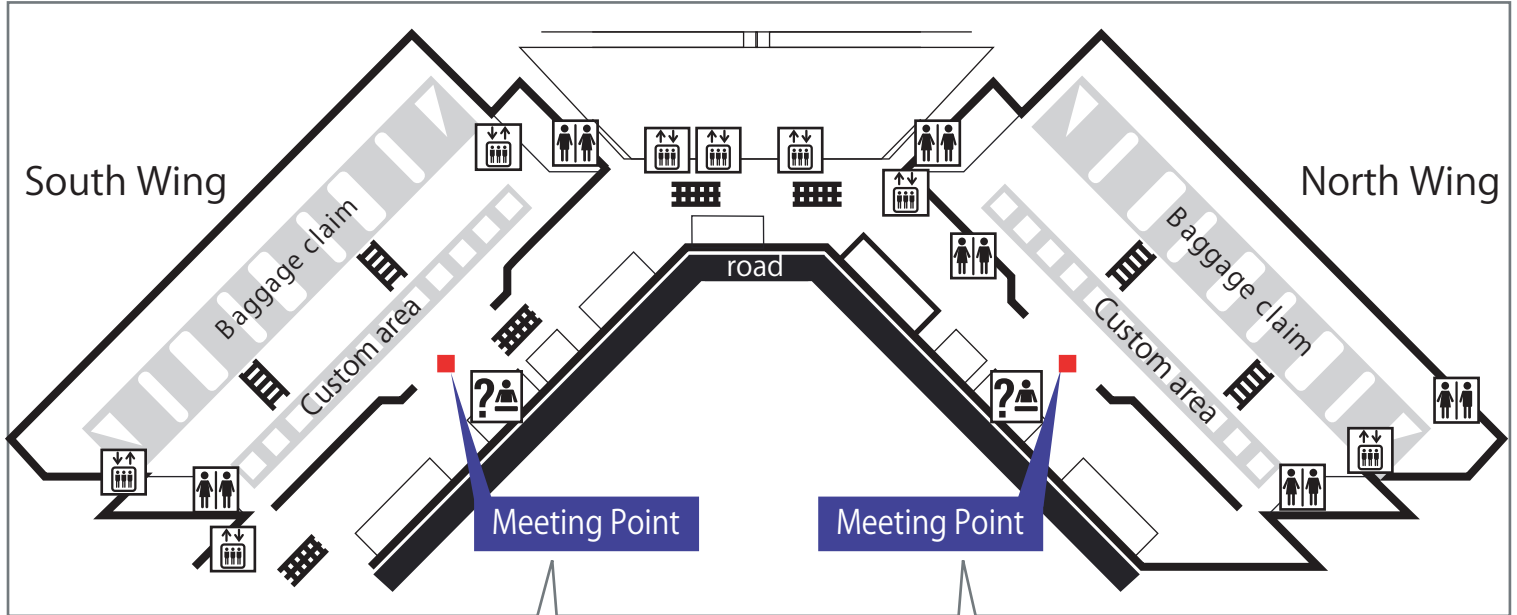 South Wing
North Wing
Baggage claim
Custom area
road
Baggage claim
Custom area
?
?
Meeting Point
Meeting Point